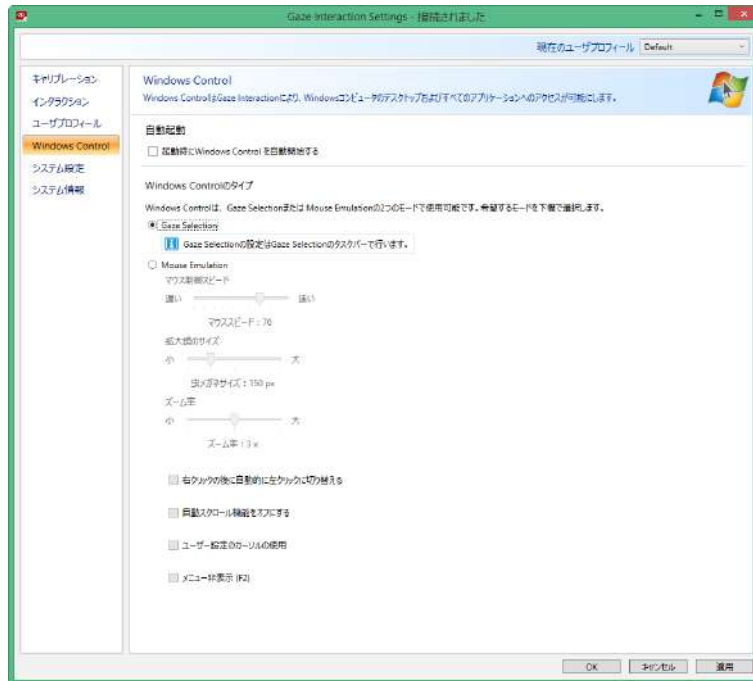 Gaze Interaction Settings - 接続されました
現在のユーザプロフィール Default
キャリブレーション
インタラクション
ユーザプロフィール
Windows Control
システム設定
システム情報
Windows Control
Windows ControlはGaze Interactionにより、Windowsコンピュータのデスクトップおよびすべてのアプリケーションへのアクセスが可能にします。
自動起動
起動時にWindows Control を自動開始する
Windows Controlのタイプ
Windows Controlは、Gaze Selectionまたは Mouse Emulationの2つのモードで使用可能です。希望するモードを下欄で選択します。
Gaze Selection
Gaze Selectionの設定はGaze Selectionのタスクバーで行います。
Mouse Emulation
マウス制御スピード
遅い 速い
マウススピード : 70
拡大鏡のサイズ
小 大
虫メガネサイズ : 150 px
ズーム率
小 大
ズーム率 : 3 x
右クリックの後に自動的に左クリックに切り替える
自動スクロール機能をオフにする
ユーザー設定のカーソルの使用
メニュー非表示 (F2)
OK キャンセル 適用